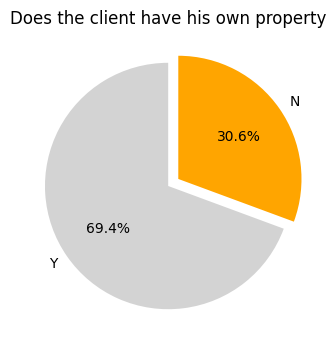 Does the client have his own property
N
30.6%
69.4%
Y